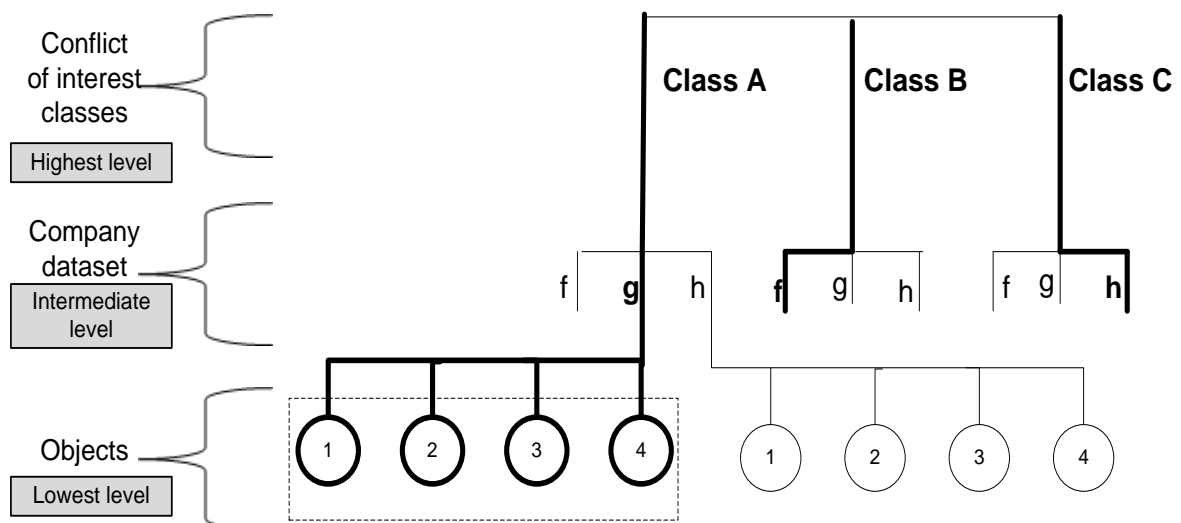 Conflict
of interest
classes
Highest level
Class A
Class B
Class C
Company
dataset
Intermediate
level
f
g
h
f
g
h
f
g
h
Objects
Lowest level
1
2
3
4
1
2
3
4